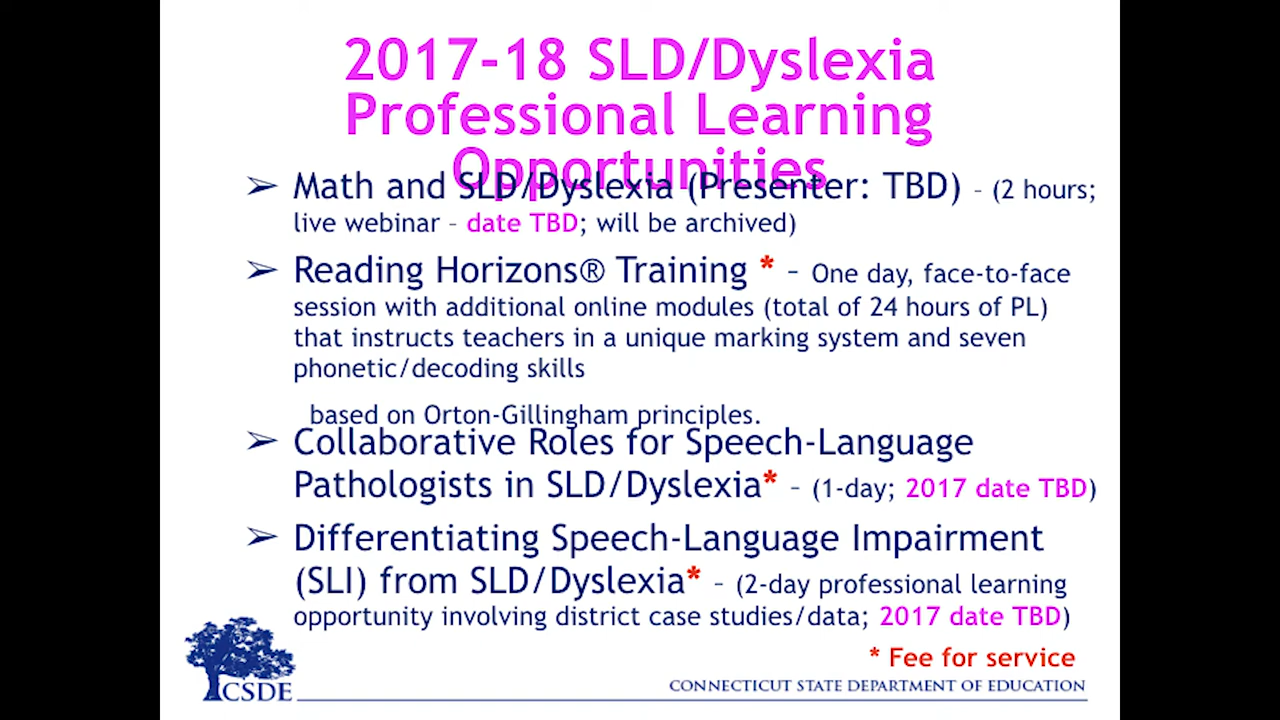 2017-18 SLD/Dyslexia
Professional Learning
Opportunities
➢ Math and SLD/Dyslexia (Presenter: TBD) – (2 hours;
live webinar – date TBD; will be archived)
➢ Reading Horizons® Training * – One day, face-to-face
session with additional online modules (total of 24 hours of PL)
that instructs teachers in a unique marking system and seven
phonetic/decoding skills
based on Orton-Gillingham principles.
➢ Collaborative Roles for Speech-Language
Pathologists in SLD/Dyslexia* – (1-day; 2017 date TBD)
➢ Differentiating Speech-Language Impairment
(SLI) from SLD/Dyslexia* – (2-day professional learning
opportunity involving district case studies/data; 2017 date TBD)
* Fee for service
CSDE
CONNECTICUT STATE DEPARTMENT OF EDUCATION